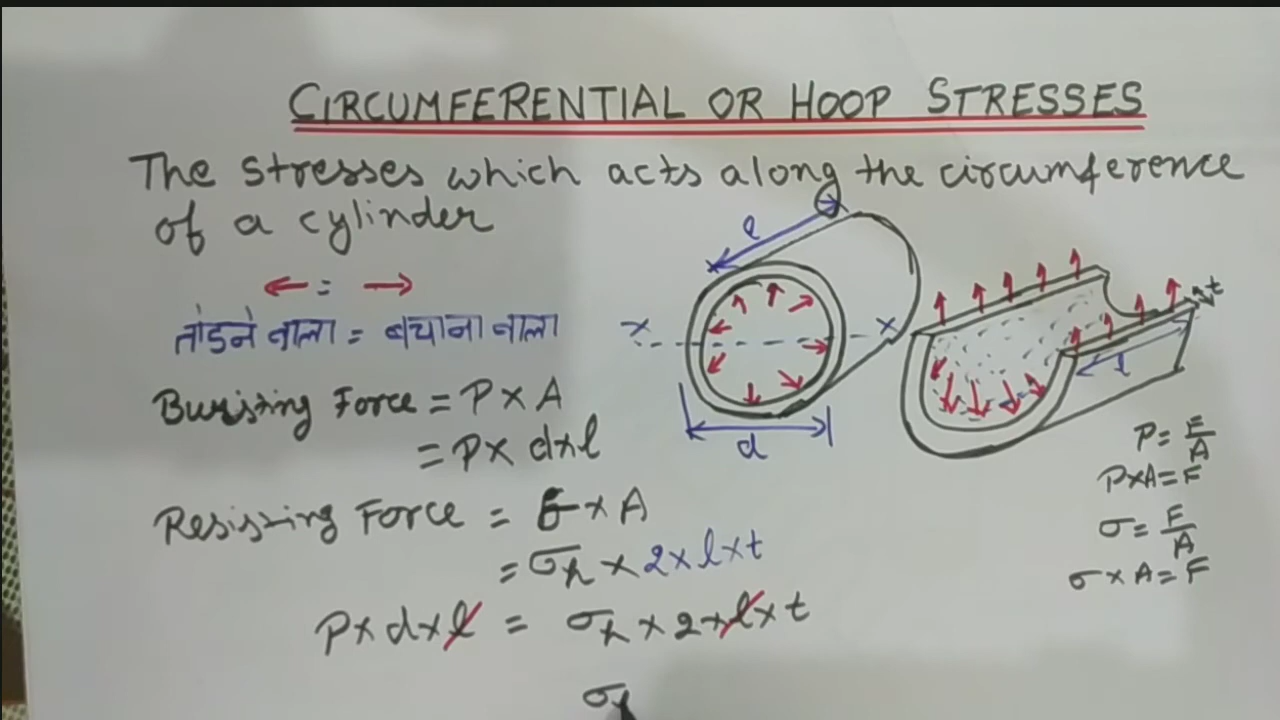 CIRCUMFERENTIAL OR HOOP STRESSES
The stresses which acts along the circumference
of a cylinder
← = →
तोडने वाला = बचाना वाला
Bursting Force = P × A
= P × d×l
Resisting Force = σ × A
= σh × 2×l×t
P × d × l = σh × 2×l×t
σh
l
x
x
d
t
l
P = F/A
P×A = F
σ = F/A
σ × A = F